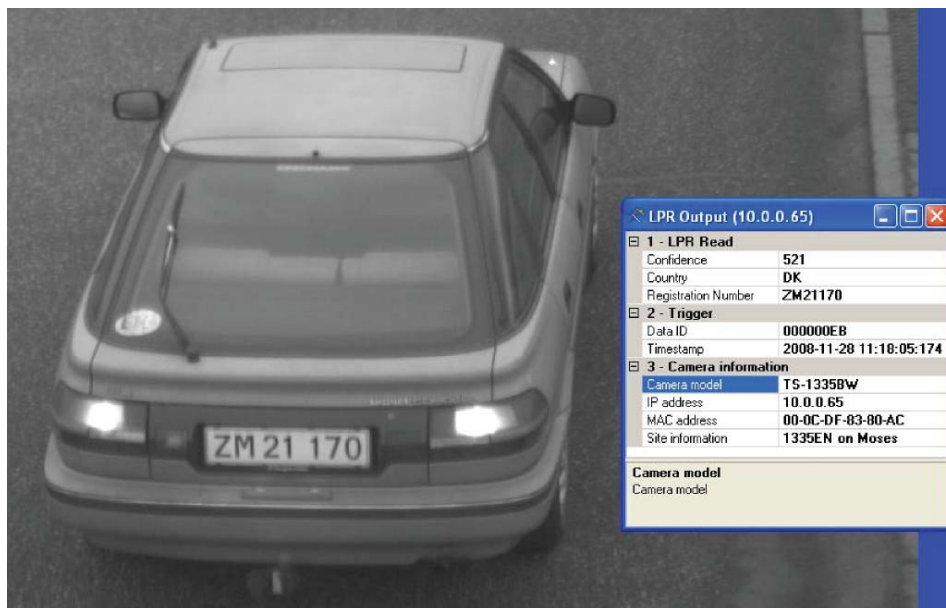 DK
ZM 21 170
LPR Output (10.0.0.65)
1 - LPR Read
Confidence 521
Country DK
Registration Number ZM21170
2 - Trigger
Data ID 000000EB
Timestamp 2008-11-28 11:18:05:174
3 - Camera information
Camera model TS-1335BW
IP address 10.0.0.65
MAC address 00-0C-DF-83-80-AC
Site information 1335EN on Moses
Camera model
Camera model